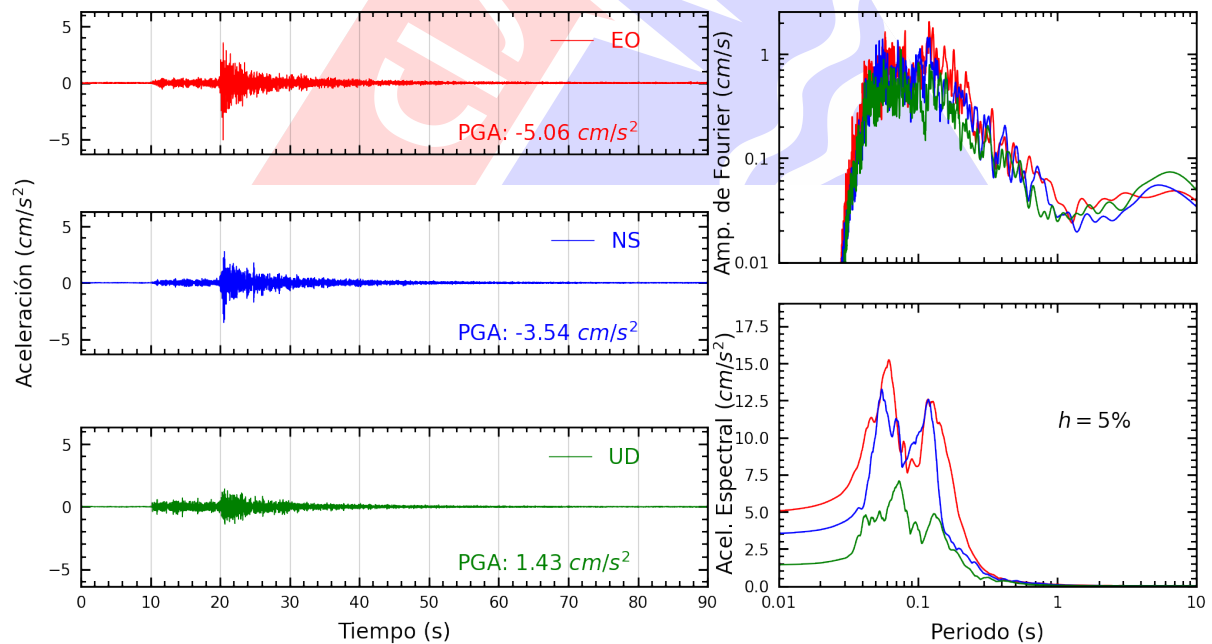 Aceleración (cm/s²)
5
0
−5
EO
PGA: -5.06 cm/s²
5
0
−5
NS
PGA: -3.54 cm/s²
5
0
−5
UD
PGA: 1.43 cm/s²
0 10 20 30 40 50 60 70 80 90
Tiempo (s)
Amp. de Fourier (cm/s)
1
0.1
0.01
Acel. Espectral (cm/s²)
17.5
15.0
12.5
10.0
7.5
5.0
2.5
0.0
h = 5%
0.01 0.1 1 10
Periodo (s)